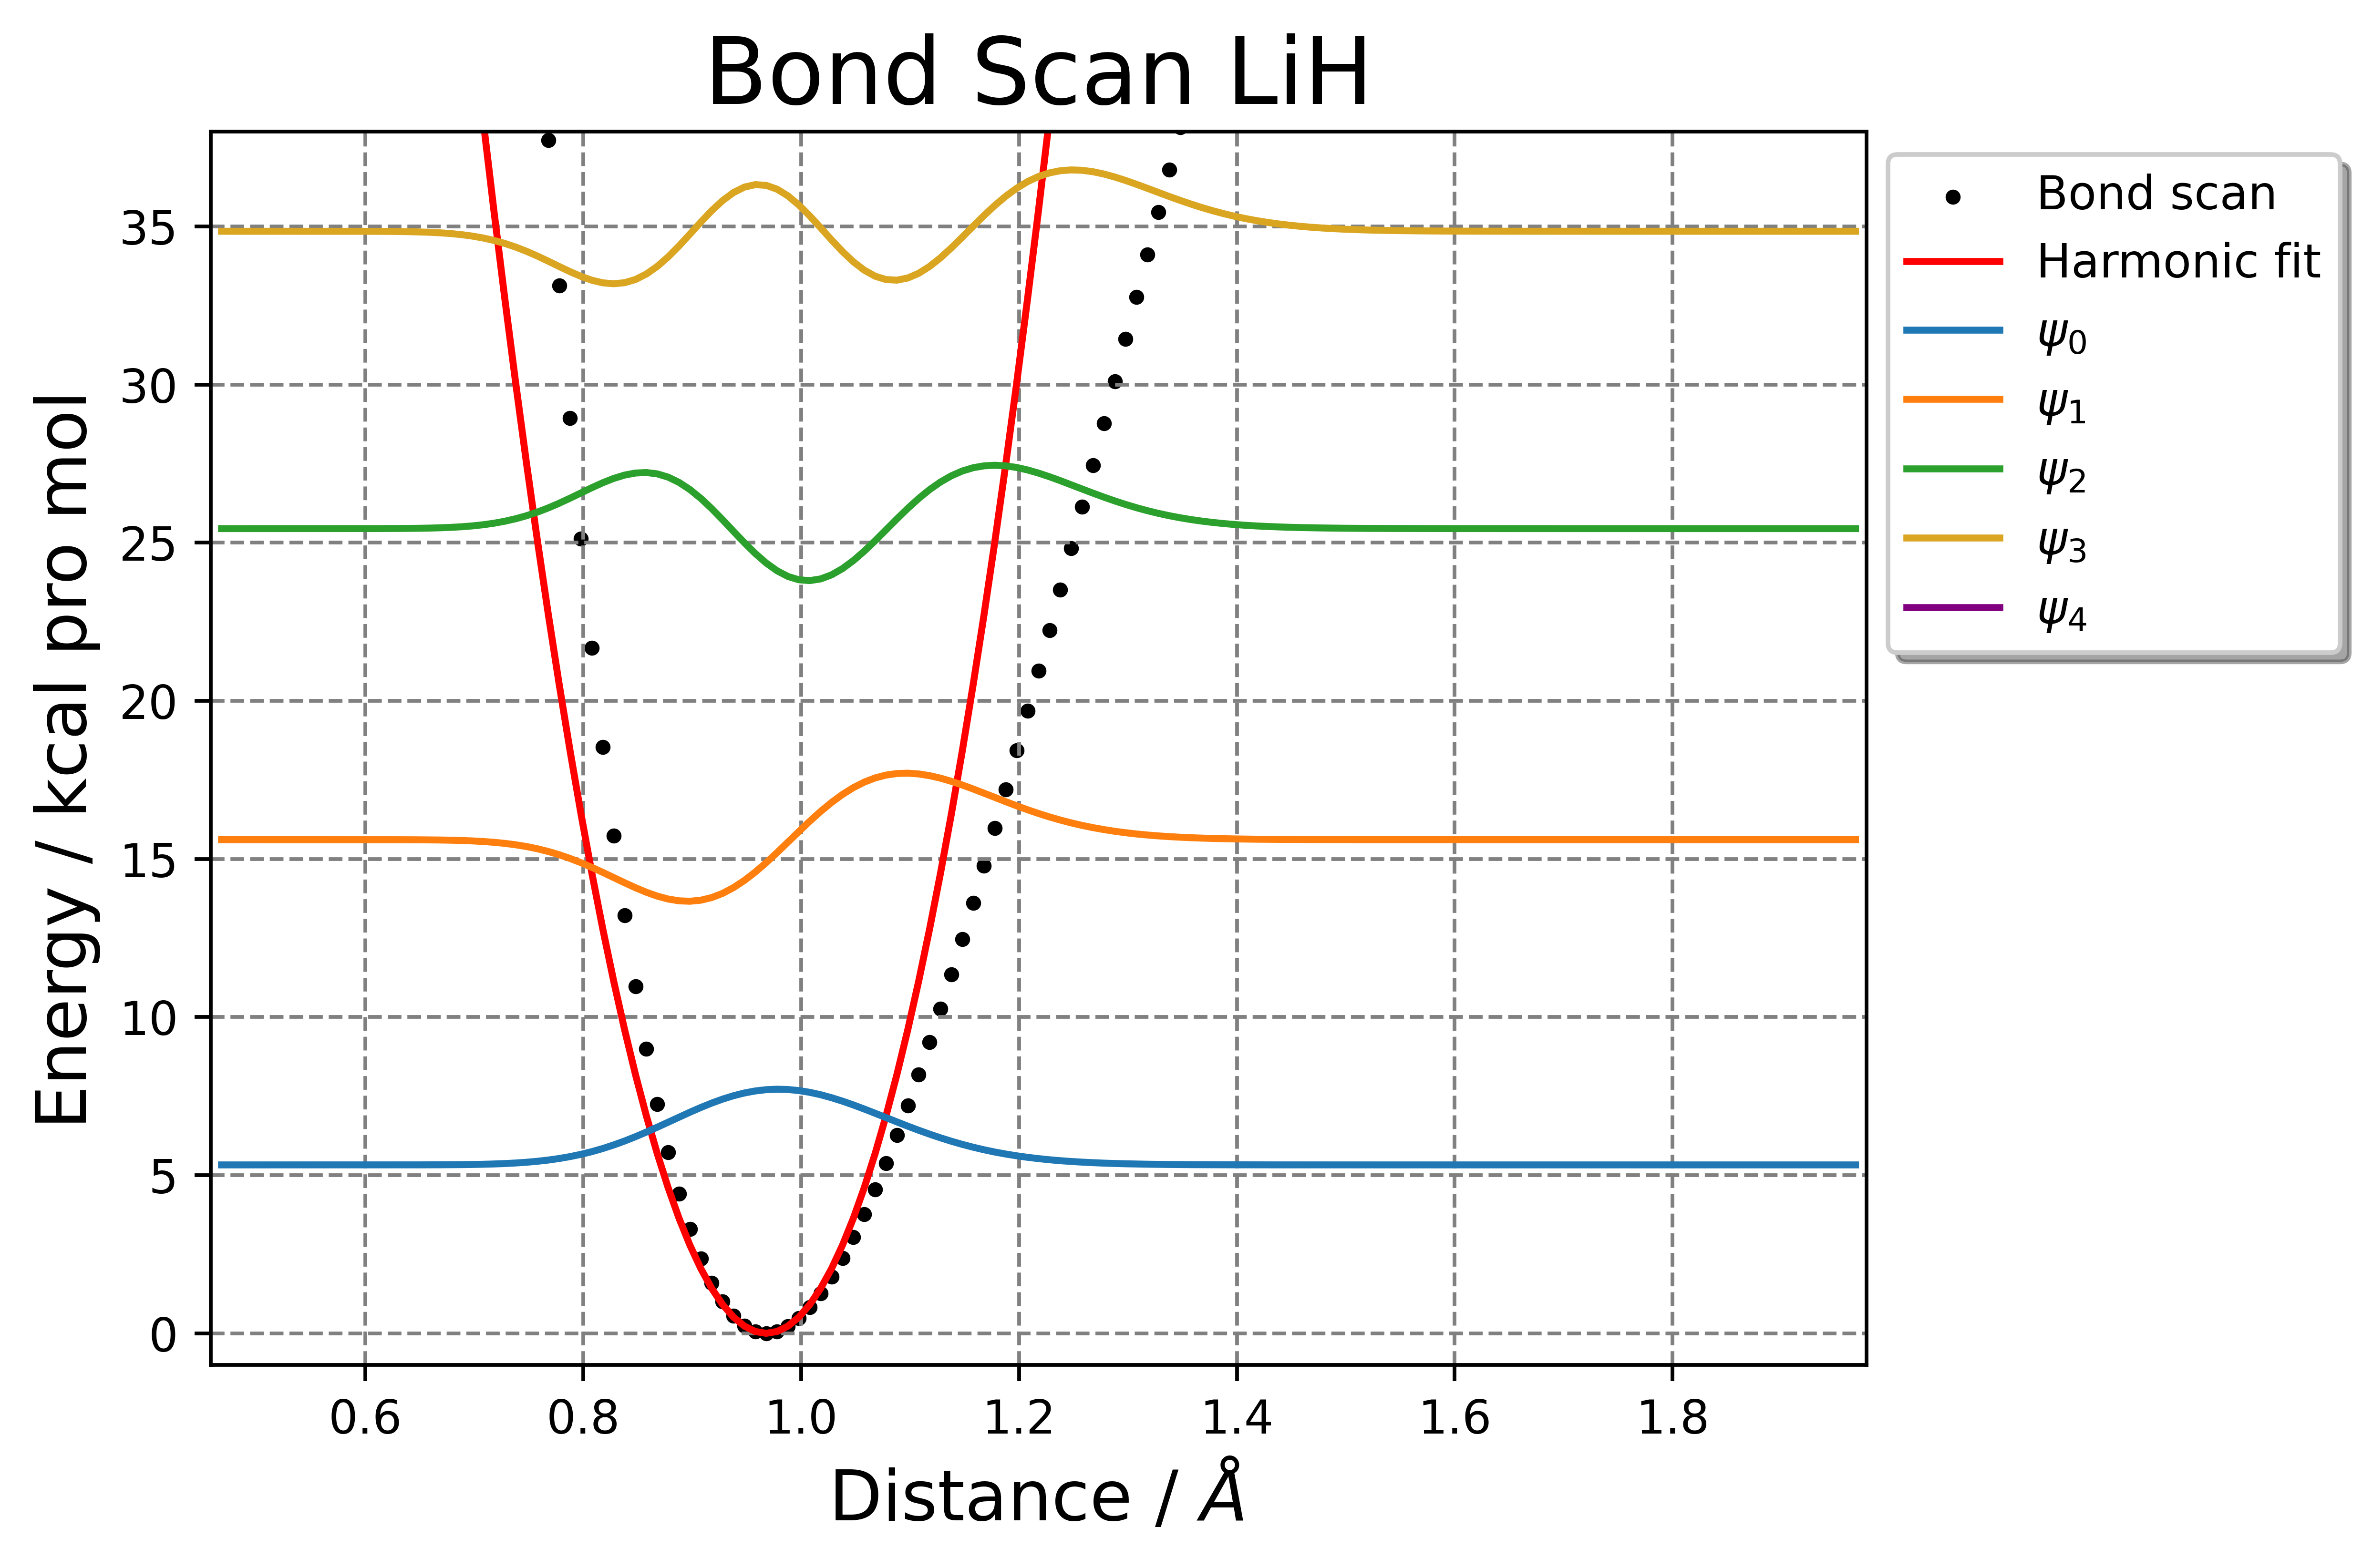 Bond Scan LiH
Energy / kcal pro mol
35
30
25
20
15
10
5
0
0.6 0.8 1.0 1.2 1.4 1.6 1.8
Distance / Å
Bond scan
Harmonic fit
ψ₀
ψ₁
ψ₂
ψ₃
ψ₄